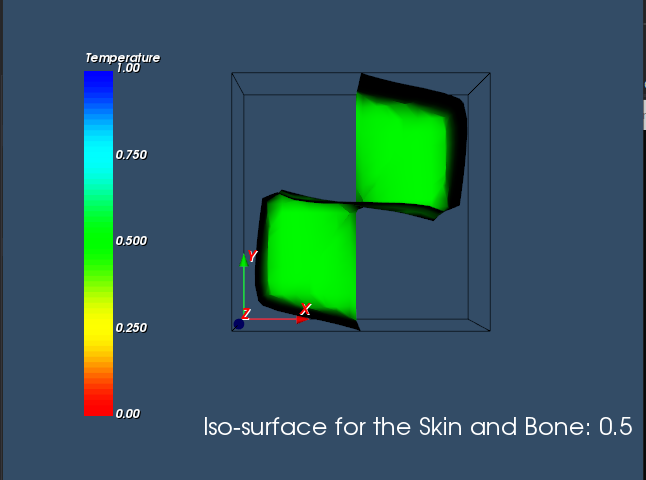 Temperature
1.00
0.750
0.500
0.250
0.00
Y
Z
X
Iso-surface for the Skin and Bone: 0.5